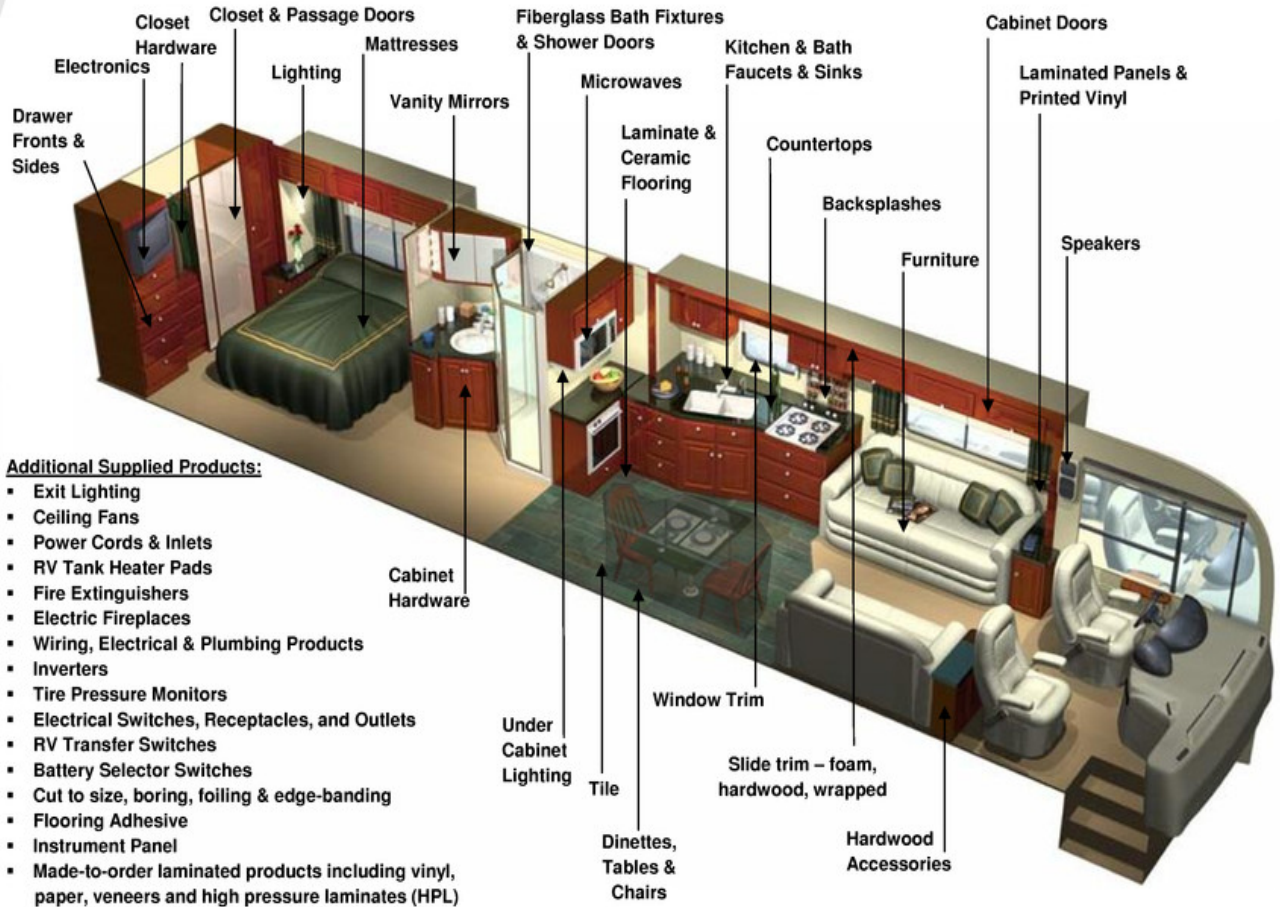 Closet
Hardware
Closet & Passage Doors
Electronics
Drawer
Fronts &
Sides
Lighting
Mattresses
Vanity Mirrors
Fiberglass Bath Fixtures
& Shower Doors
Microwaves
Laminate &
Ceramic
Flooring
Kitchen & Bath
Faucets & Sinks
Countertops
Backsplashes
Furniture
Cabinet Doors
Laminated Panels &
Printed Vinyl
Speakers
Additional Supplied Products:
▪ Exit Lighting
▪ Ceiling Fans
▪ Power Cords & Inlets
▪ RV Tank Heater Pads
▪ Fire Extinguishers
▪ Electric Fireplaces
▪ Wiring, Electrical & Plumbing Products
▪ Inverters
▪ Tire Pressure Monitors
▪ Electrical Switches, Receptacles, and Outlets
▪ RV Transfer Switches
▪ Battery Selector Switches
▪ Cut to size, boring, foiling & edge-banding
▪ Flooring Adhesive
▪ Instrument Panel
▪ Made-to-order laminated products including vinyl,
paper, veneers and high pressure laminates (HPL)
Cabinet
Hardware
Under
Cabinet
Lighting
Tile
Dinettes,
Tables &
Chairs
Window Trim
Slide trim – foam,
hardwood, wrapped
Hardwood
Accessories